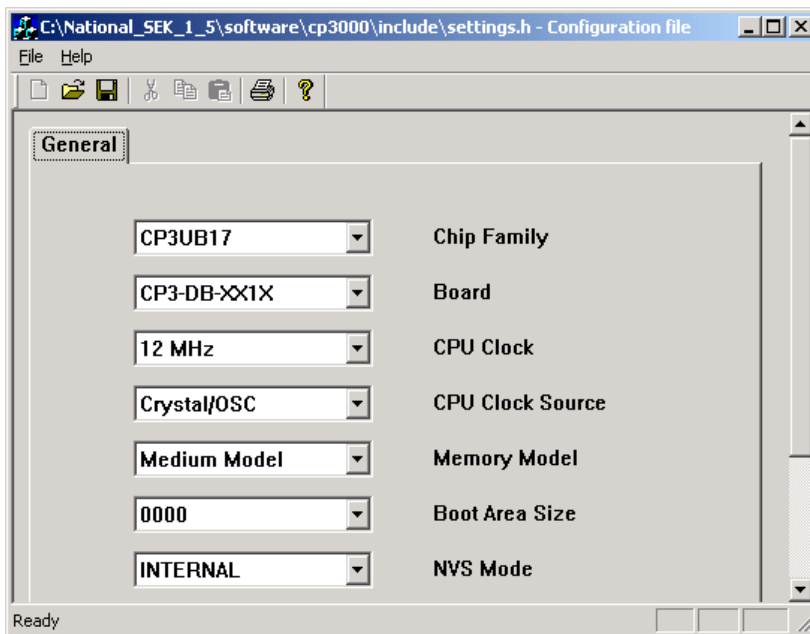 C:\National_SEK_1_5\software\cp3000\include\settings.h - Configuration file
File Help
General
CP3UB17 Chip Family
CP3-DB-XX1X Board
12 MHz CPU Clock
Crystal/OSC CPU Clock Source
Medium Model Memory Model
0000 Boot Area Size
INTERNAL NVS Mode
Ready